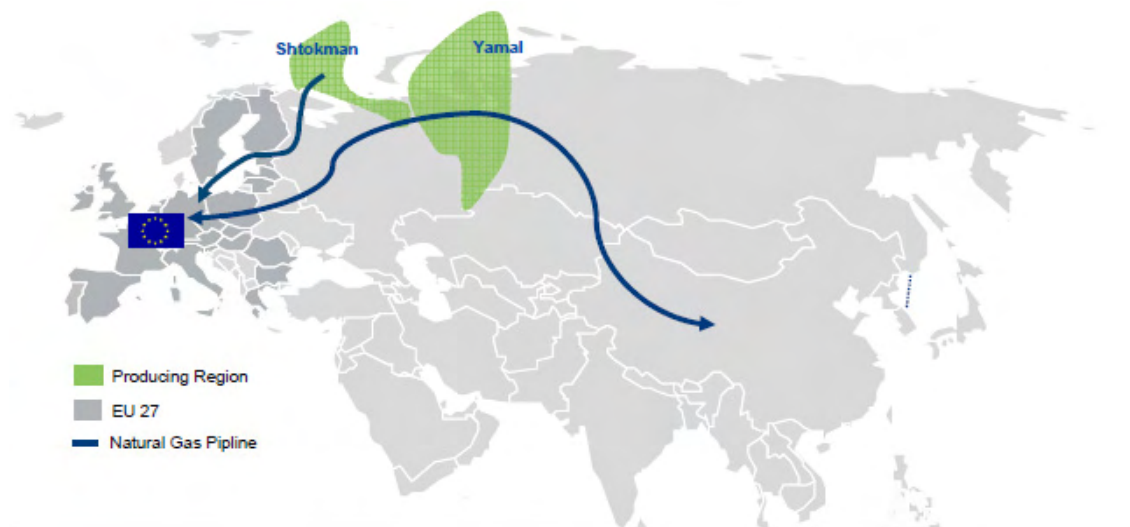 Shtokman
Yamal
Producing Region
EU 27
Natural Gas Pipline